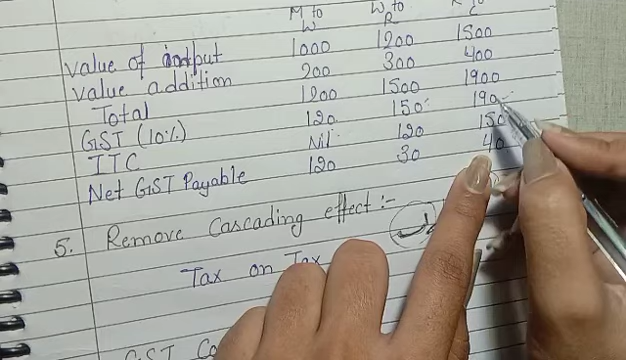 M to W to
W R
Value of input 1000 1200 1500
Value addition 200 300 400
Total 1200 1500 1900
GST (10%) 120 150 190
ITC Nil 120 150
Net GST Payable 120 30 40
5. Remove Cascading effect :-
Tax on Tax
GST